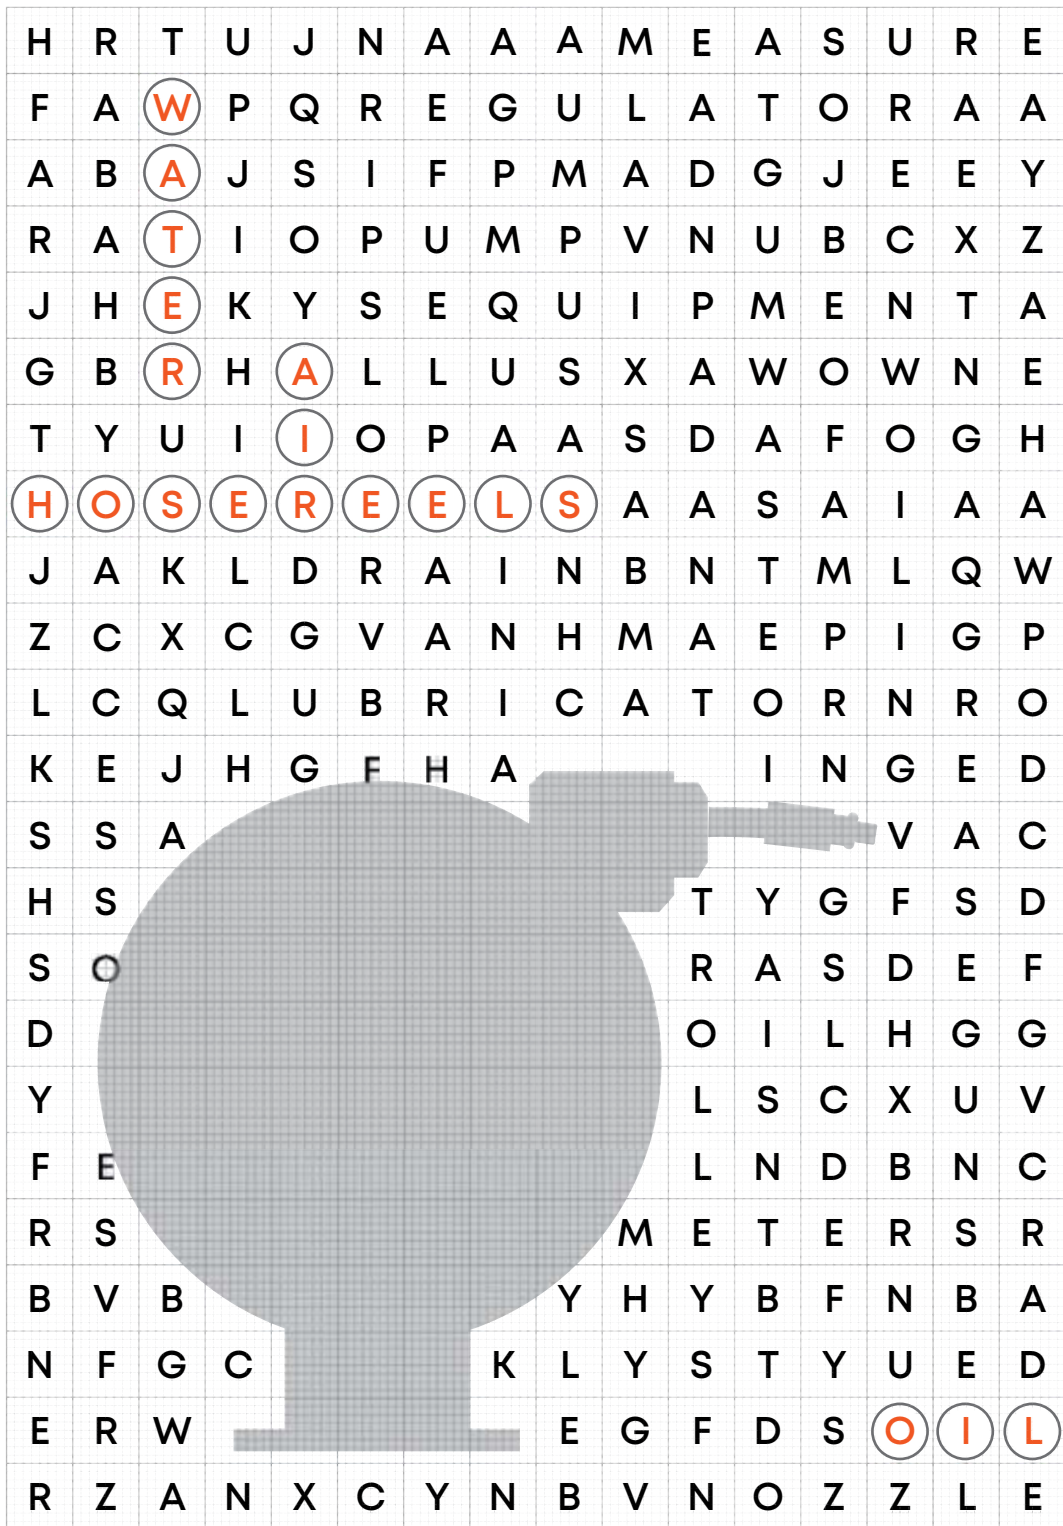 H R T U J N A A A M E A S U R E
F A W P Q R E G U L A T O R A A
A B A J S I F P M A D G J E E Y
R A T I O P U M P V N U B C X Z
J H E K Y S E Q U I P M E N T A
G B R H A L L U S X A W O W N E
T Y U I I O P A A S D A F O G H
H O S E R E E L S A A S A I A A
J A K L D R A I N B N T M L Q W
Z C X C G V A N H M A E P I G P
L C Q L U B R I C A T O R N R O
K E J H G F H A I N G E D
S S A V A C
H S T Y G F S D
S O R A S D E F
D O I L H G G
Y L S C X U V
F E L N D B N C
R S M E T E R S R
B V B Y H Y B F N B A
N F G C K L Y S T Y U E D
E R W E G F D S O I L
R Z A N X C Y N B V N O Z Z L E